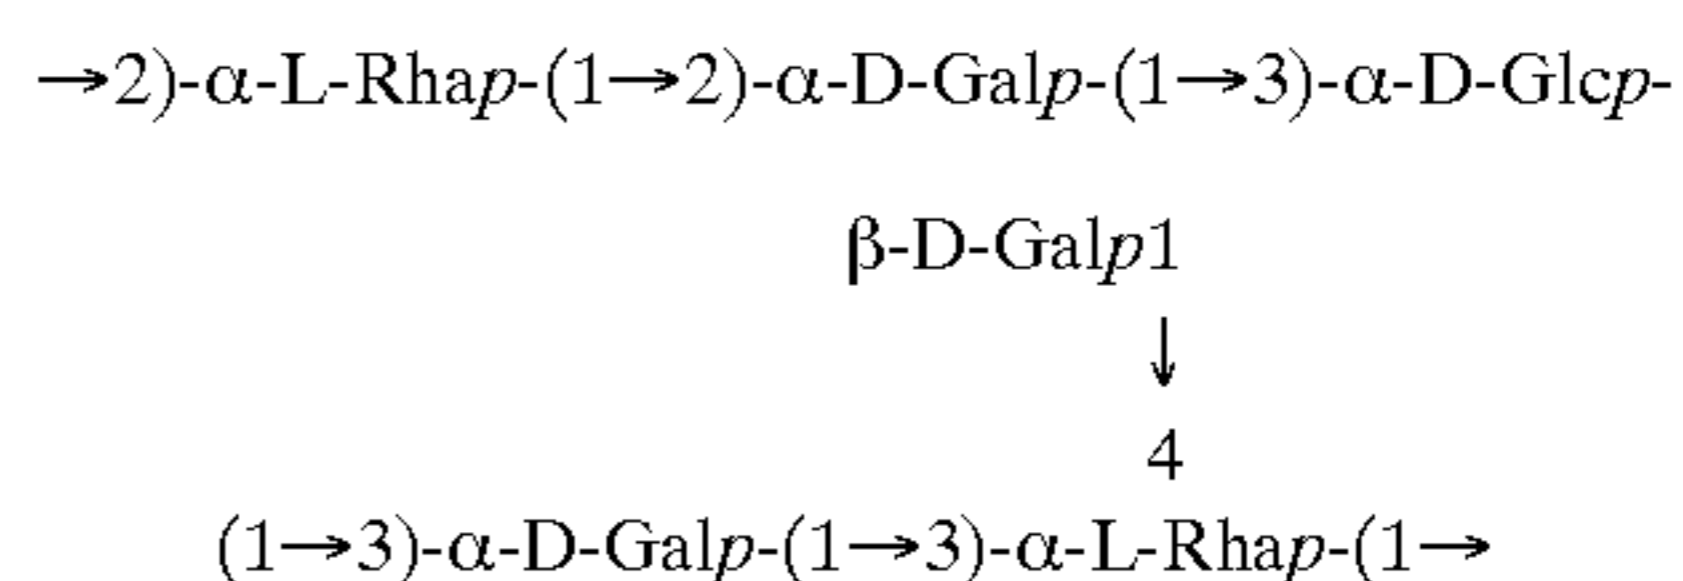 →2)-α-L-Rhap-(1→2)-α-D-Galp-(1→3)-α-D-Glcp-
β-D-Galp1
↓
4
(1→3)-α-D-Galp-(1→3)-α-L-Rhap-(1→